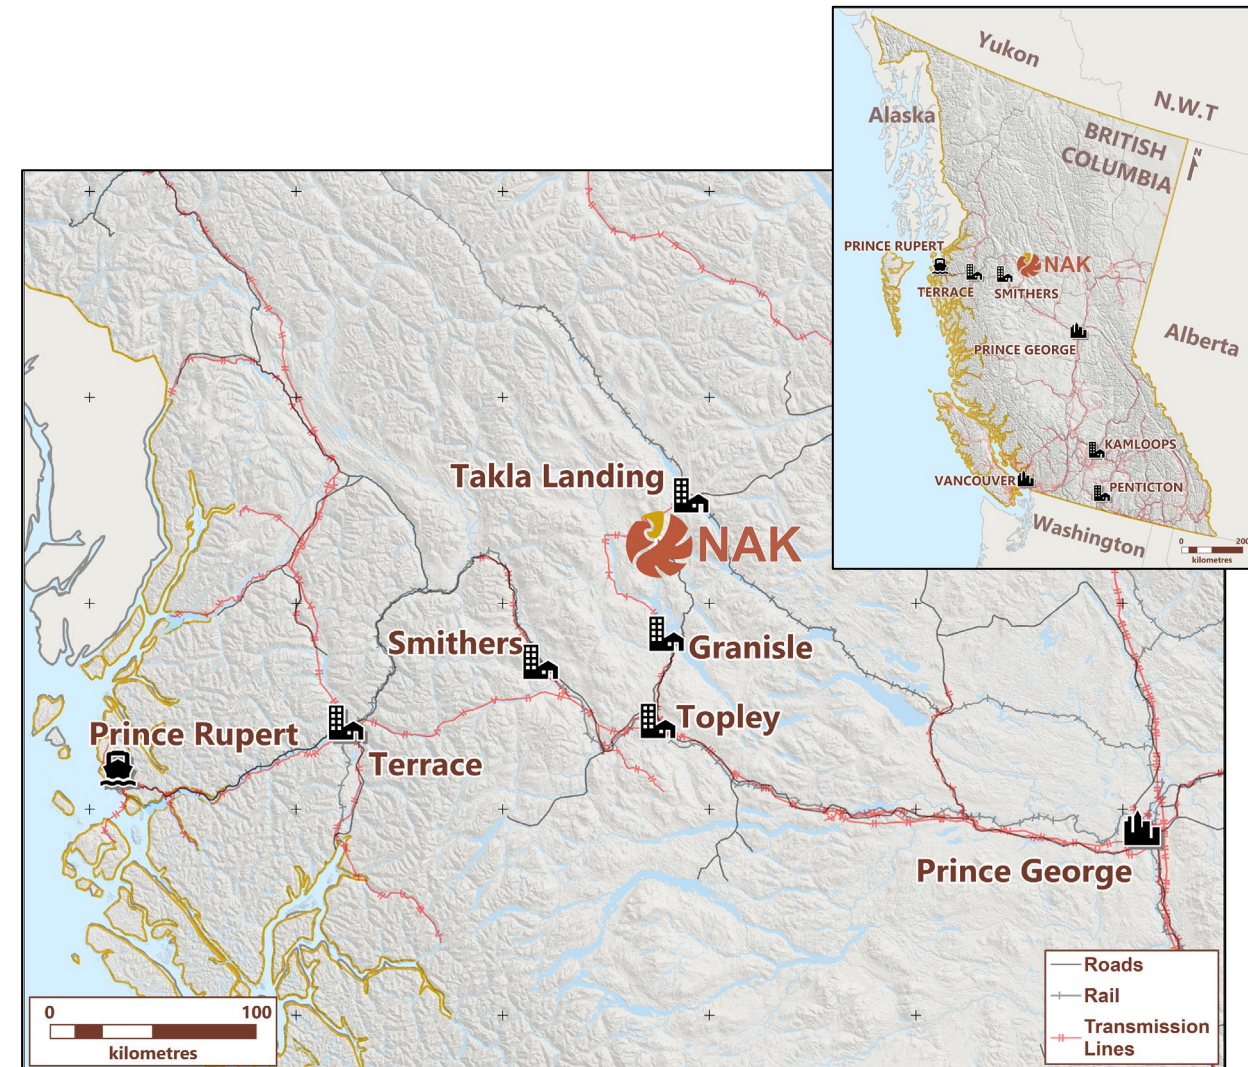 Yukon
N.W.T
Alaska
BRITISH
COLUMBIA
N
PRINCE RUPERT
NAK
TERRACE
SMITHERS
Alberta
PRINCE GEORGE
KAMLOOPS
VANCOUVER
PENTICTON
Washington
0 200
kilometres
Takla Landing
NAK
Smithers
Granisle
Prince Rupert
Topley
Terrace
Prince George
0 100
kilometres
Roads
Rail
Transmission
Lines